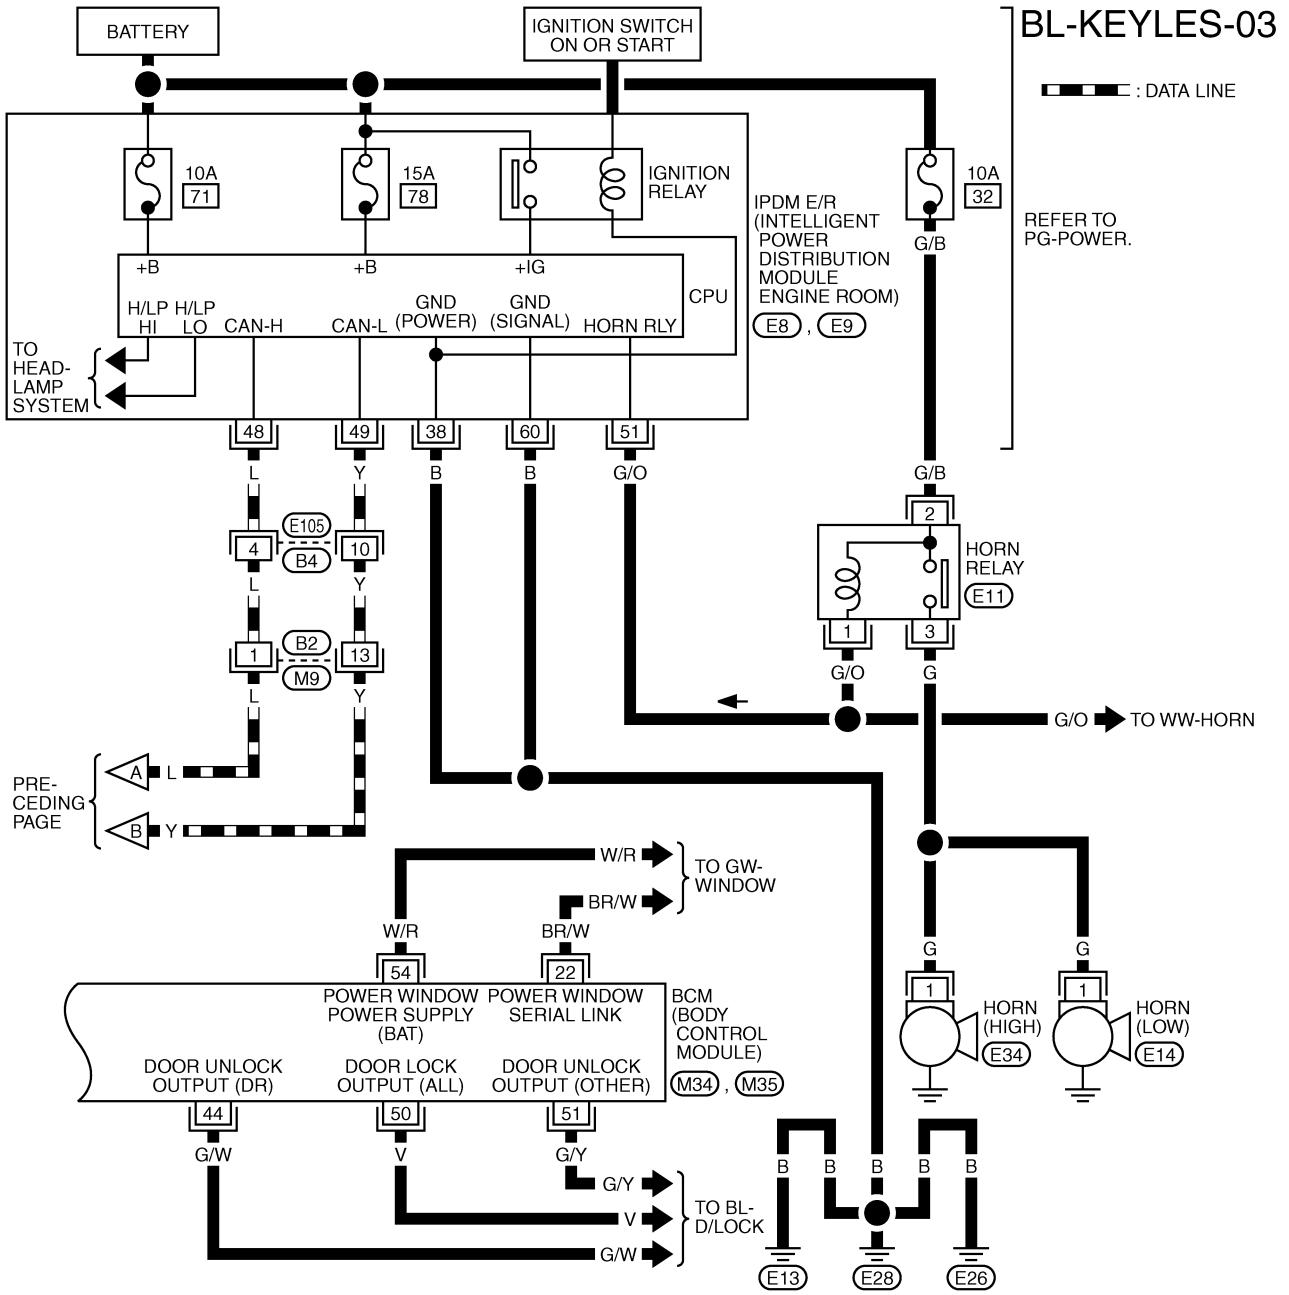 BL-KEYLES-03
BATTERY
IGNITION SWITCH
ON OR START
: DATA LINE
10A
71
15A
78
IGNITION
RELAY
10A
32
IPDM E/R
(INTELLIGENT
POWER
DISTRIBUTION
MODULE
ENGINE ROOM)
E8 , E9
REFER TO
PG-POWER.
G/B
+B
+B
+IG
CPU
H/LP
HI
H/LP
LO
CAN-H
CAN-L
GND
(POWER)
GND
(SIGNAL)
HORN RLY
TO
HEAD-
LAMP
SYSTEM
48
49
38
60
51
L
Y
B
B
G/O
G/B
2
E105
4
10
B4
HORN
RELAY
E11
L
Y
1
3
B2
1
13
M9
L
Y
G/O
G
G/O
TO WW-HORN
PRE-
CEDING
PAGE
A
L
B
Y
W/R
BR/W
TO GW-
WINDOW
W/R
BR/W
54
22
POWER WINDOW
POWER SUPPLY
(BAT)
POWER WINDOW
SERIAL LINK
BCM
(BODY
CONTROL
MODULE)
M34 , M35
DOOR UNLOCK
OUTPUT (DR)
DOOR LOCK
OUTPUT (ALL)
DOOR UNLOCK
OUTPUT (OTHER)
44
50
51
G/W
V
G/Y
G/Y
V
G/W
TO BL-
D/LOCK
G
G
1
1
HORN
(HIGH)
E34
HORN
(LOW)
E14
B
B
B
B
B
E13
E28
E26